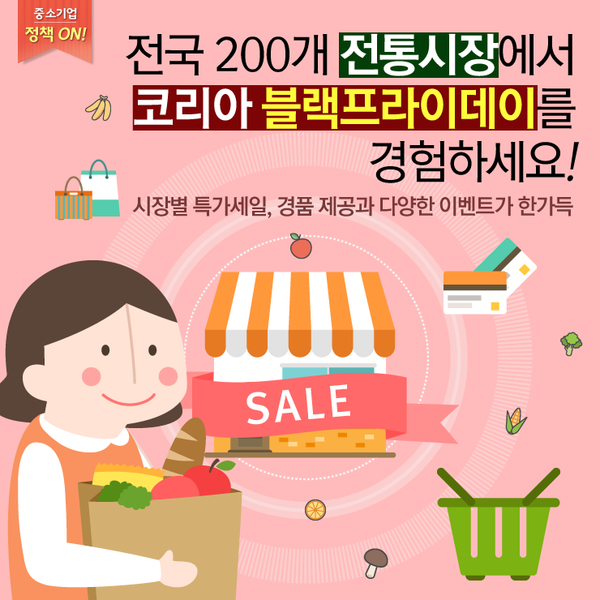 중소기업
정책 ON!
전국 200개 전통시장에서
코리아 블랙프라이데이를
경험하세요!
시장별 특가세일, 경품 제공과 다양한 이벤트가 한가득
SALE